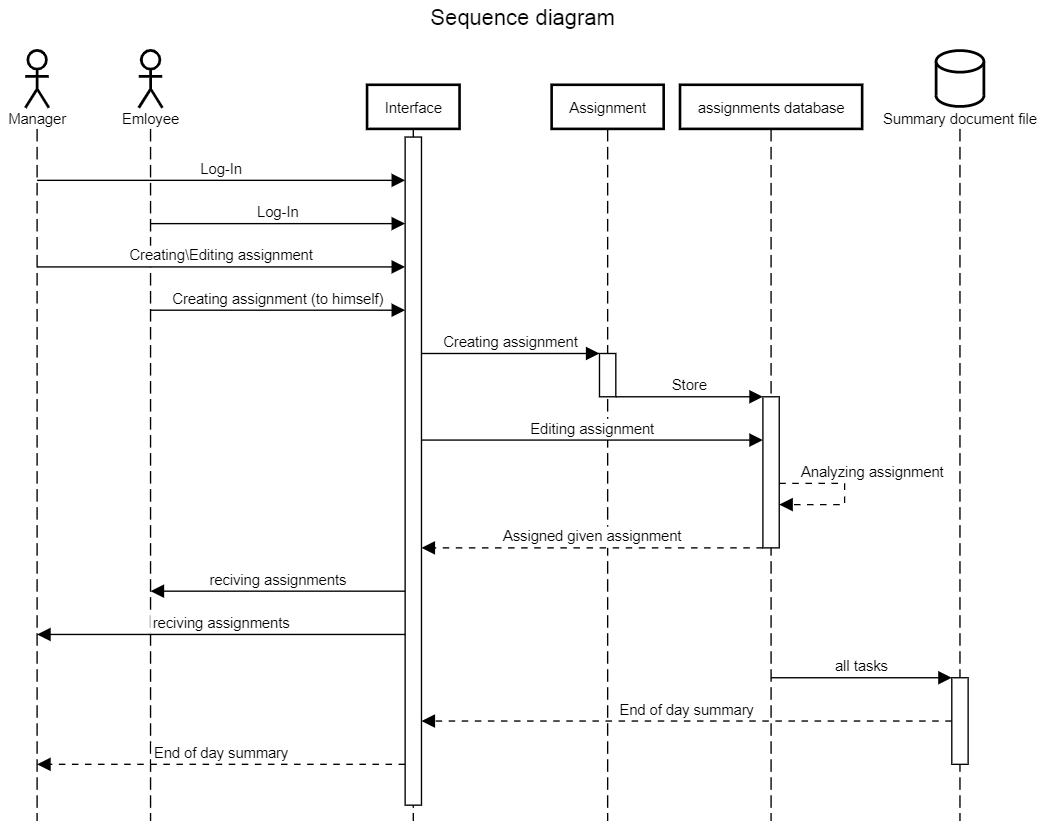 Sequence diagram
Manager
Emloyee
Interface
Assignment
assignments database
Summary document file
Log-In
Log-In
Creating\Editing assignment
Creating assignment (to himself)
Creating assignment
Store
Editing assignment
Analyzing assignment
Assigned given assignment
reciving assignments
reciving assignments
all tasks
End of day summary
End of day summary